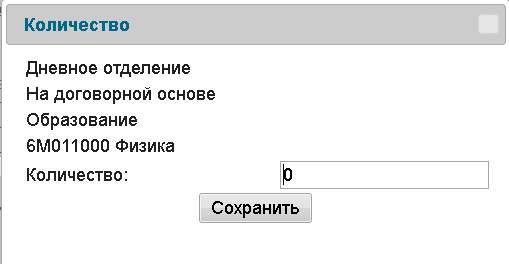 Количество
Дневное отделение
На договорной основе
Образование
6М011000 Физика
Количество: 0
Сохранить